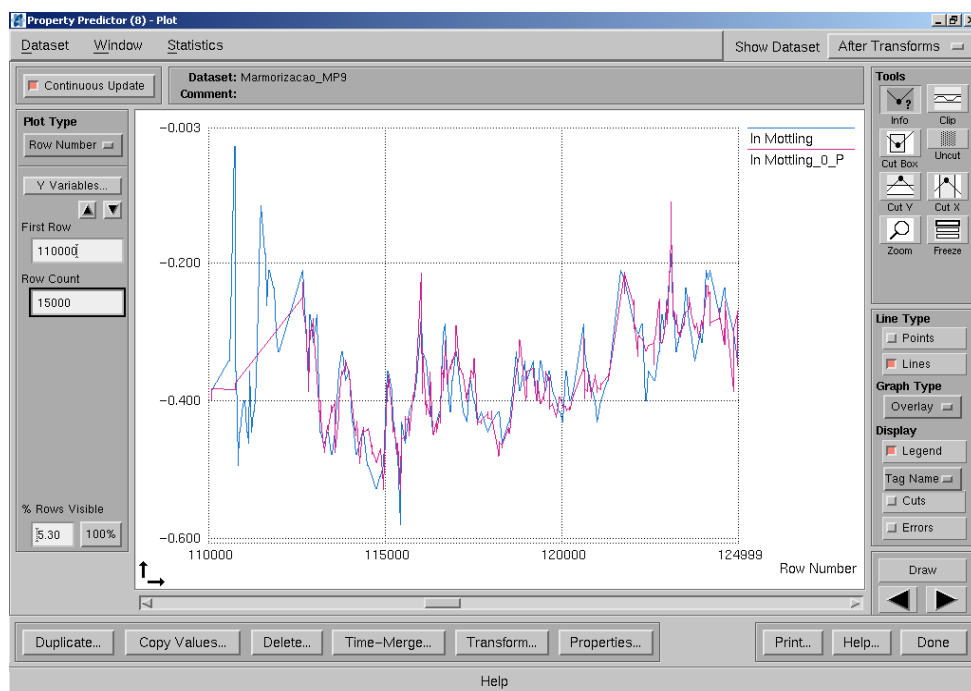 Property Predictor (8) - Plot
Dataset Window Statistics Show Dataset After Transforms
Continuous Update
Dataset: Marmorizacao_MP9
Comment:
Plot Type
Row Number
Y Variables...
First Row
110000
Row Count
15000
% Rows Visible
5.30 100%
-0.003
-0.200
-0.400
-0.600
110000 115000 120000 124999
Row Number
In Mottling
In Mottling_0_P
Tools
Info Clip
Cut Box Uncut
Cut Y Cut X
Zoom Freeze
Line Type
Points
Lines
Graph Type
Overlay
Display
Legend
Tag Name
Cuts
Errors
Draw
Duplicate... Copy Values... Delete... Time-Merge... Transform... Properties... Print... Help... Done
Help